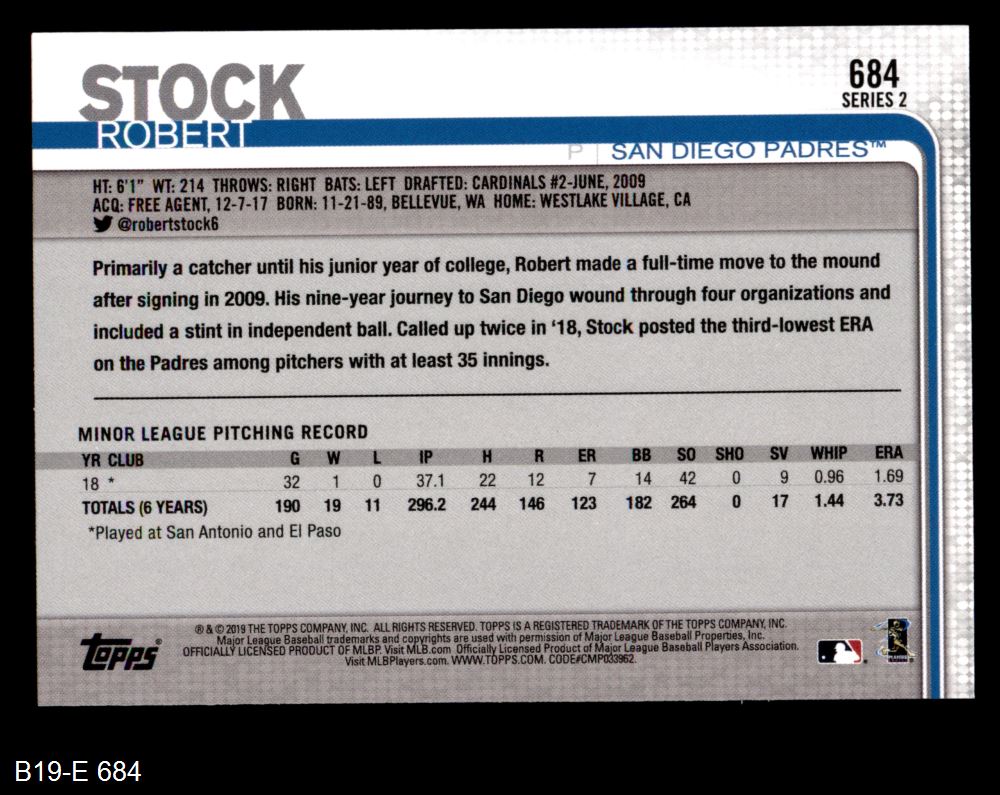 STOCK
ROBERT
684
SERIES 2
P | SAN DIEGO PADRES™
HT: 6'1" WT: 214 THROWS: RIGHT BATS: LEFT DRAFTED: CARDINALS #2-JUNE, 2009
ACQ: FREE AGENT, 12-7-17 BORN: 11-21-89, BELLEVUE, WA HOME: WESTLAKE VILLAGE, CA
@robertstock6
Primarily a catcher until his junior year of college, Robert made a full-time move to the mound
after signing in 2009. His nine-year journey to San Diego wound through four organizations and
included a stint in independent ball. Called up twice in ‘18, Stock posted the third-lowest ERA
on the Padres among pitchers with at least 35 innings.
MINOR LEAGUE PITCHING RECORD
YR CLUB G W L IP H R ER BB SO SHO SV WHIP ERA
18 * 32 1 0 37.1 22 12 7 14 42 0 9 0.96 1.69
TOTALS (6 YEARS) 190 19 11 296.2 244 146 123 182 264 0 17 1.44 3.73
*Played at San Antonio and El Paso
Topps®
® & © 2019 THE TOPPS COMPANY, INC. ALL RIGHTS RESERVED. TOPPS IS A REGISTERED TRADEMARK OF THE TOPPS COMPANY, INC.
Major League Baseball trademarks and copyrights are used with permission of Major League Baseball Properties, Inc.
OFFICIALLY LICENSED PRODUCT OF MLBP. Visit MLB.com Officially Licensed Product of Major League Baseball Players Association.
Visit MLBPlayers.com. WWW.TOPPS.COM. CODE#CMP033962.
B19-E 684